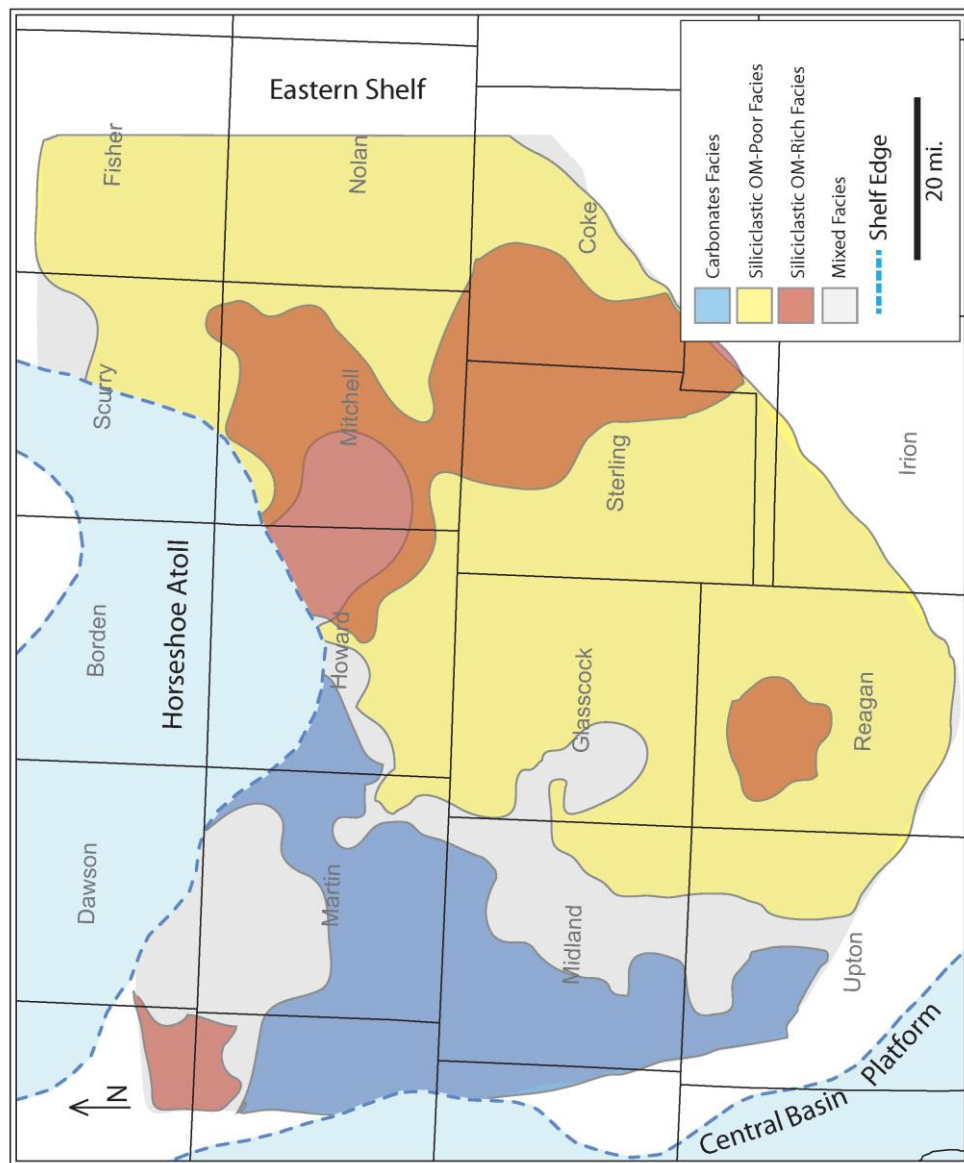 Eastern Shelf
Fisher
Nolan
Coke
Scurry
Mitchell
Sterling
Irion
Borden
Horseshoe Atoll
Howard
Glasscock
Reagan
Dawson
Martin
Midland
Upton
Central Basin Platform
N
Carbonates Facies
Siliciclastic OM-Poor Facies
Siliciclastic OM-Rich Facies
Mixed Facies
Shelf Edge
20 mi.